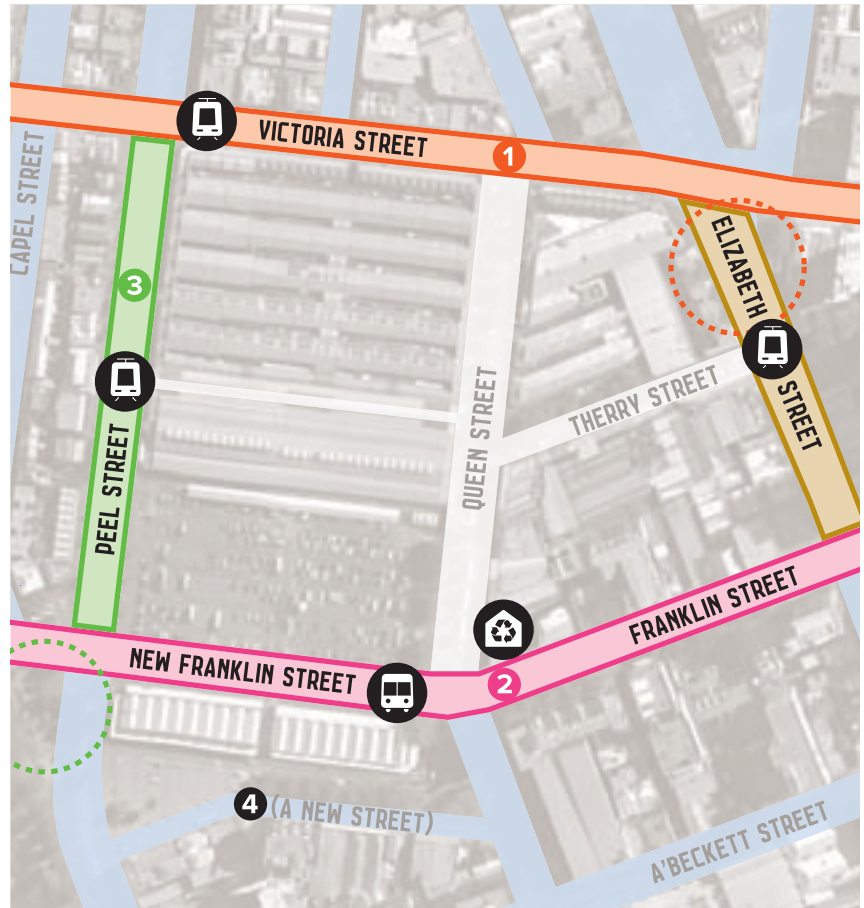 VICTORIA STREET
1
CAPEL STREET
ELIZABETH STREET
3
THERRY STREET
QUEEN STREET
PEEL STREET
FRANKLIN STREET
NEW FRANKLIN STREET
2
4 (A NEW STREET)
A'BECKETT STREET